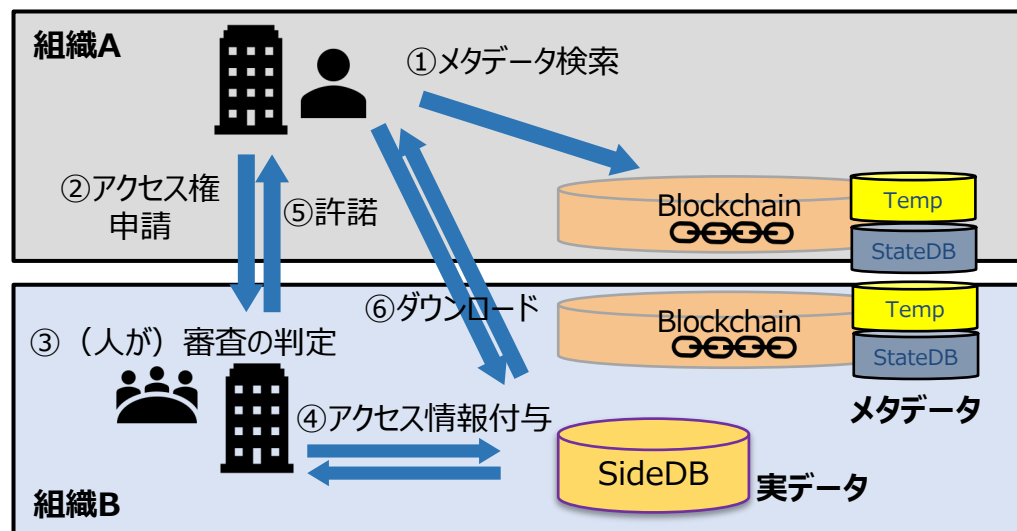 組織A
①メタデータ検索
②アクセス権
申請
⑤許諾
Blockchain
Temp
StateDB
⑥ダウンロード
Blockchain
Temp
StateDB
メタデータ
③（人が）審査の判定
④アクセス情報付与
SideDB
実データ
組織B